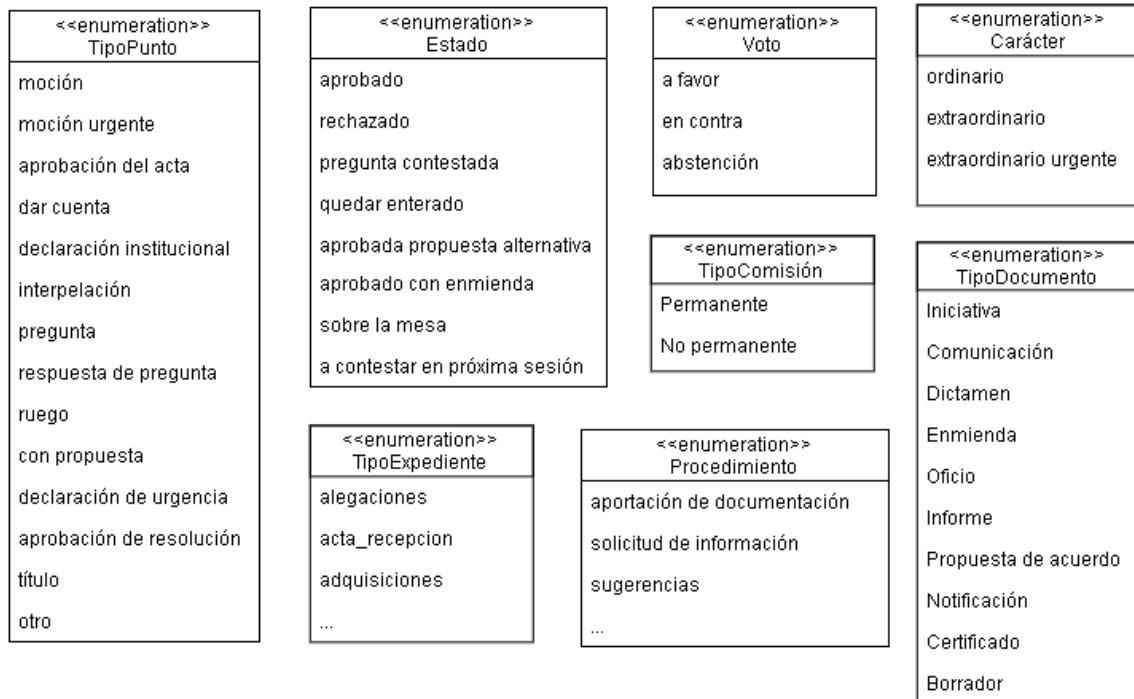 <<enumeration>>
TipoPunto
moción
moción urgente
aprobación del acta
dar cuenta
declaración institucional
interpelación
pregunta
respuesta de pregunta
ruego
con propuesta
declaración de urgencia
aprobación de resolución
título
otro
<<enumeration>>
Estado
aprobado
rechazado
pregunta contestada
quedar enterado
aprobada propuesta alternativa
aprobado con enmienda
sobre la mesa
a contestar en próxima sesión
<<enumeration>>
Voto
a favor
en contra
abstención
<<enumeration>>
Carácter
ordinario
extraordinario
extraordinario urgente
<<enumeration>>
TipoComisión
Permanente
No permanente
<<enumeration>>
TipoDocumento
Iniciativa
Comunicación
Dictamen
Enmienda
Oficio
Informe
Propuesta de acuerdo
Notificación
Certificado
Borrador
<<enumeration>>
TipoExpediente
alegaciones
acta_recepcion
adquisiciones
...
<<enumeration>>
Procedimiento
aportación de documentación
solicitud de información
sugerencias
...